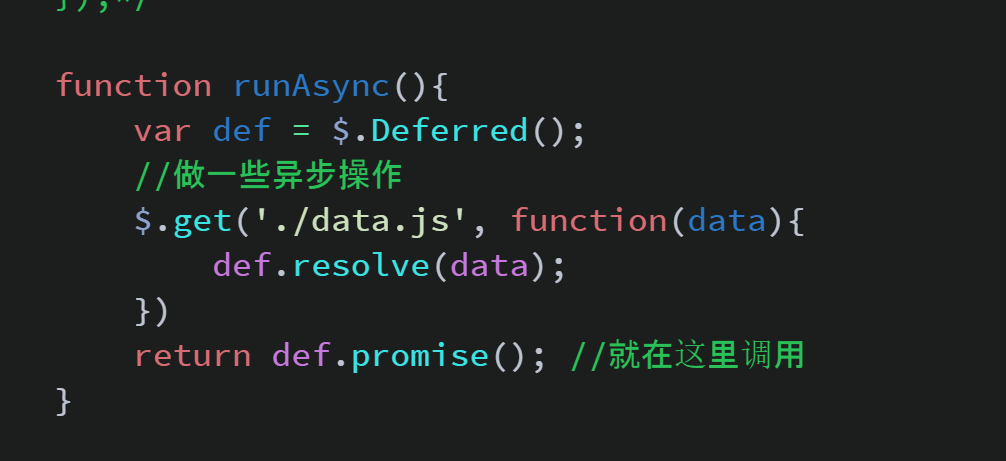 });*/
function runAsync(){
    var def = $.Deferred();
    //做一些异步操作
    $.get('./data.js', function(data){
        def.resolve(data);
    })
    return def.promise(); //就在这里调用
}